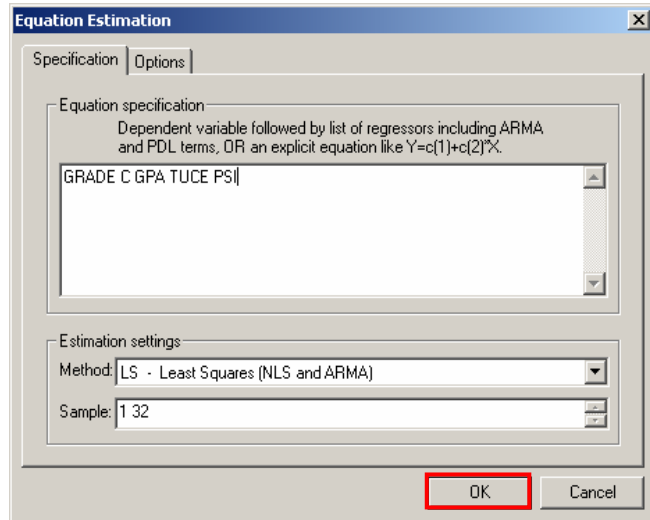 Equation Estimation
Specification
Options
Equation specification
Dependent variable followed by list of regressors including ARMA
and PDL terms, OR an explicit equation like Y=c(1)+c(2)*X.
GRADE C GPA TUCE PSI
Estimation settings
Method: LS - Least Squares (NLS and ARMA)
Sample: 1 32
OK
Cancel